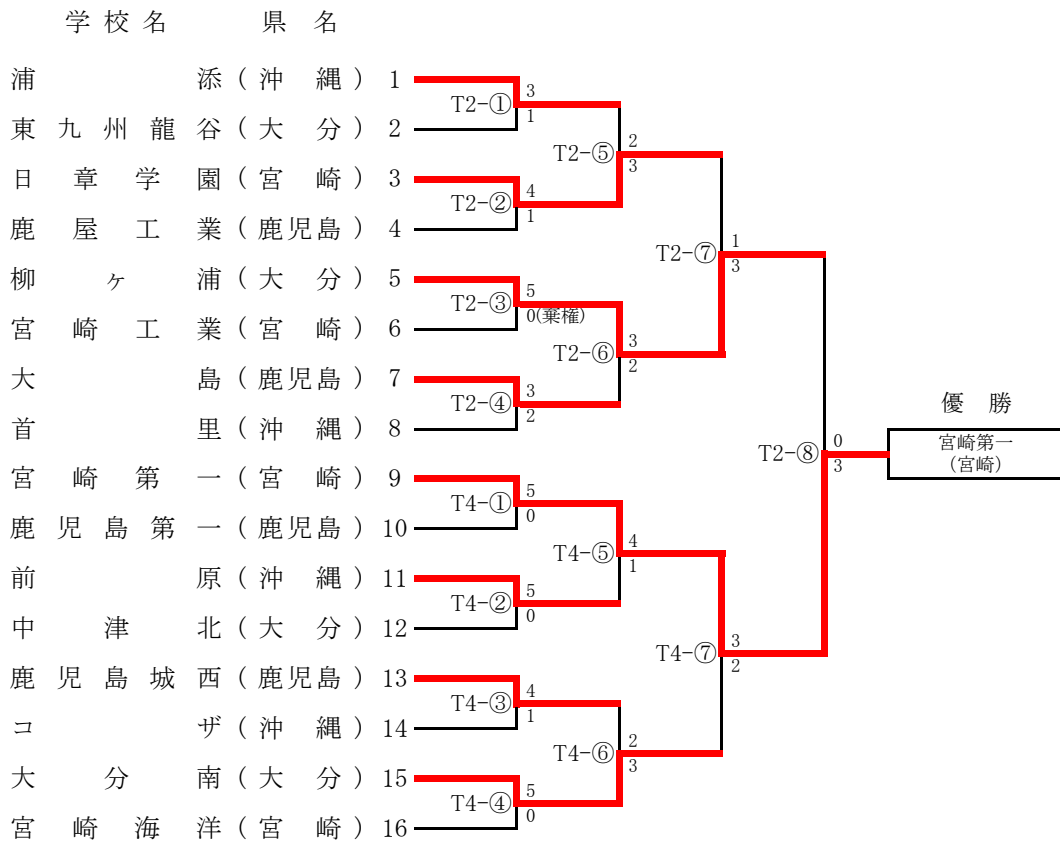 学校名 県名
浦添(沖縄) 1
東九州龍谷(大分) 2
日章学園(宮崎) 3
鹿屋工業(鹿児島) 4
柳ヶ浦(大分) 5
宮崎工業(宮崎) 6
大島(鹿児島) 7
首里(沖縄) 8
宮崎第一(宮崎) 9
鹿児島第一(鹿児島) 10
前原(沖縄) 11
中津北(大分) 12
鹿児島城西(鹿児島) 13
コザ(沖縄) 14
大分南(大分) 15
宮崎海洋(宮崎) 16
T2-① 3 1
T2-② 4 1
T2-③ 5 0(棄権)
T2-④ 3 2
T4-① 5 0
T4-② 5 0
T4-③ 4 1
T4-④ 5 0
T2-⑤ 2 3
T2-⑥ 3 2
T4-⑤ 4 1
T4-⑥ 2 3
T2-⑦ 1 3
T4-⑦ 3 2
T2-⑧ 0 3
優勝
宮崎第一
(宮崎)